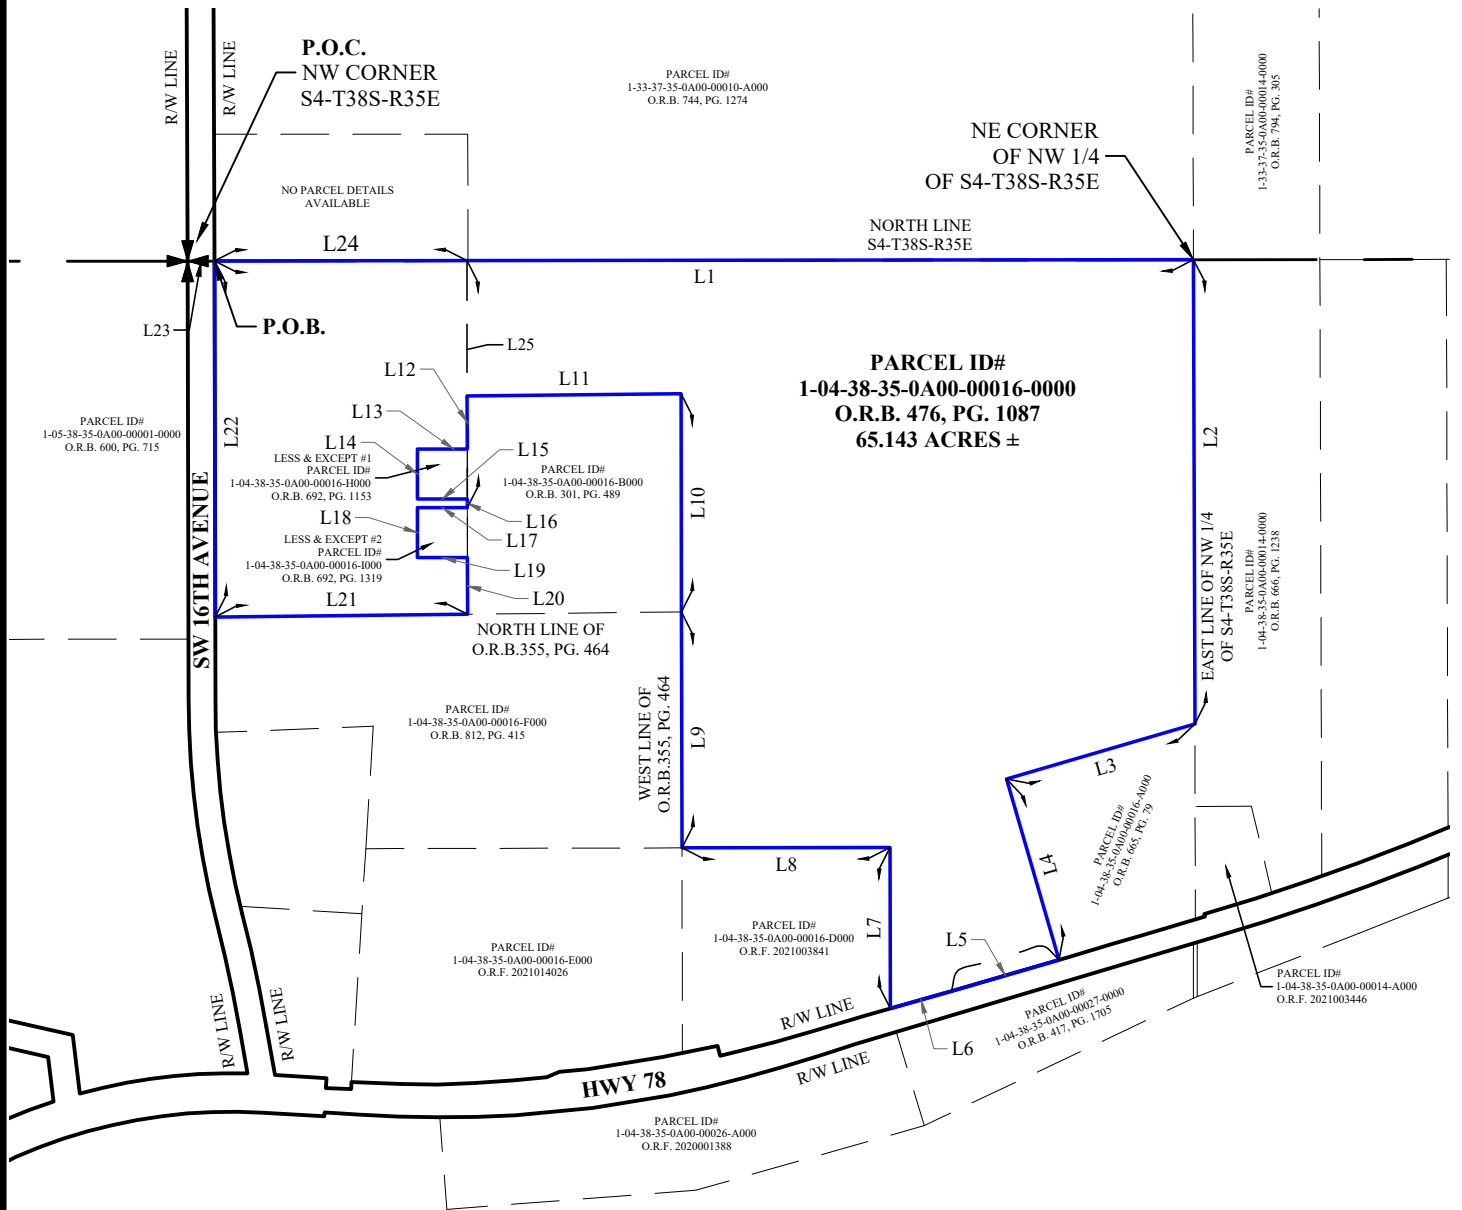 R/W LINE
R/W LINE
P.O.C.
NW CORNER
S4-T38S-R35E
PARCEL ID#
1-33-37-35-0A00-00010-A000
O.R.B. 744, PG. 1274
NE CORNER
OF NW 1/4
OF S4-T38S-R35E
PARCEL ID#
1-33-37-35-0A00-00014-0000
O.R.B. 794, PG. 305
NO PARCEL DETAILS
AVAILABLE
L24
NORTH LINE
S4-T38S-R35E
L1
L23
P.O.B.
L25
L12
L11
PARCEL ID#
1-04-38-35-0A00-00016-0000
O.R.B. 476, PG. 1087
65.143 ACRES ±
L2
PARCEL ID#
1-05-38-35-0A00-00001-0000
O.R.B. 600, PG. 715
L22
L13
L14
LESS & EXCEPT #1
PARCEL ID#
1-04-38-35-0A00-00016-H000
O.R.B. 692, PG. 1153
L15
PARCEL ID#
1-04-38-35-0A00-00016-B000
O.R.B. 301, PG. 489
L10
L16
L17
L18
LESS & EXCEPT #2
PARCEL ID#
1-04-38-35-0A00-00016-I000
O.R.B. 692, PG. 1319
L19
L20
L21
SW 16TH AVENUE
NORTH LINE OF
O.R.B.355, PG. 464
EAST LINE OF NW 1/4
OF S4-T38S-R35E
PARCEL ID#
1-04-38-35-0A00-00014-0000
O.R.B. 666, PG. 1238
PARCEL ID#
1-04-38-35-0A00-00016-F000
O.R.B. 812, PG. 415
WEST LINE OF
O.R.B.355, PG. 464
L9
L3
PARCEL ID#
1-04-38-35-0A00-00016-A000
O.R.B. 665, PG. 79
L4
L8
L7
PARCEL ID#
1-04-38-35-0A00-00016-D000
O.R.F. 2021003841
L5
PARCEL ID#
1-04-38-35-0A00-00016-E000
O.R.F. 2021014026
PARCEL ID#
1-04-38-35-0A00-00014-A000
O.R.F. 2021003446
PARCEL ID#
1-04-38-35-0A00-00027-0000
O.R.B. 417, PG. 1705
R/W LINE
R/W LINE
R/W LINE
L6
R/W LINE
HWY 78
PARCEL ID#
1-04-38-35-0A00-00026-A000
O.R.F. 2020001388